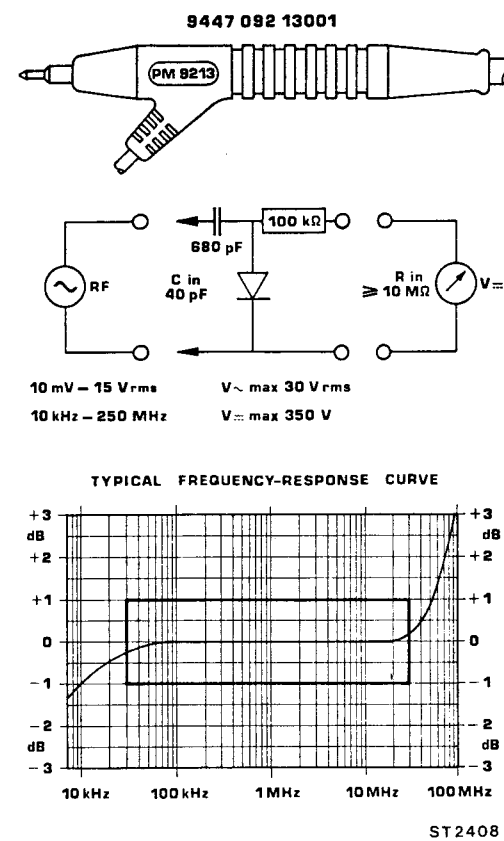 9447 092 13001
PM 9213
680 pF
100 kΩ
RF
C in
40 pF
R in
≥ 10 MΩ
V=
10 mV – 15 Vrms
V~ max 30 Vrms
10 kHz – 250 MHz
V= max 350 V
TYPICAL FREQUENCY-RESPONSE CURVE
+3
dB
+2
+1
0
-1
-2
dB
-3
+3
dB
+2
+1
0
-1
-2
dB
-3
10 kHz
100 kHz
1 MHz
10 MHz
100 MHz
ST2408